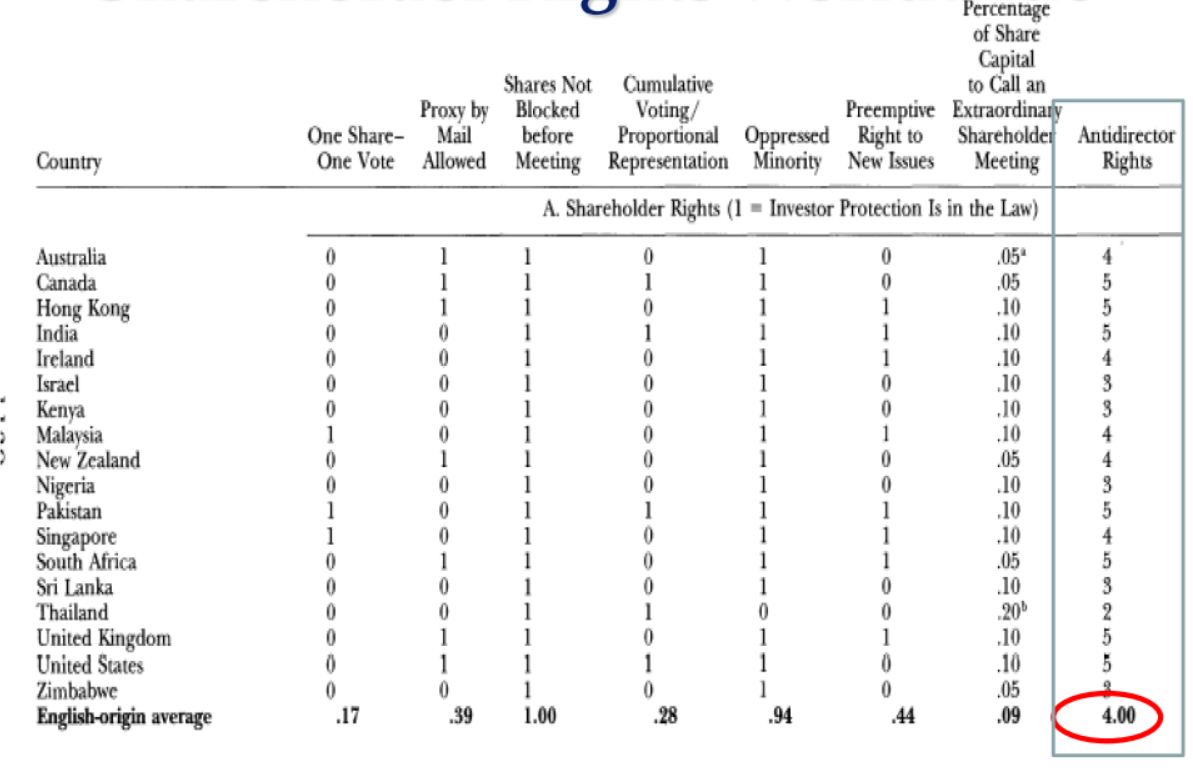 Percentage
of Share
Capital
Shares Not Cumulative to Call an
Proxy by Blocked Voting/ Preemptive Extraordinary
One Share– Mail before Proportional Oppressed Right to Shareholder Antidirector
Country One Vote Allowed Meeting Representation Minority New Issues Meeting Rights
A. Shareholder Rights (1 = Investor Protection Is in the Law)
Australia 0 1 1 0 1 0 .05ª 4
Canada 0 1 1 1 1 0 .05 5
Hong Kong 0 1 1 0 1 1 .10 5
India 0 0 1 1 1 1 .10 5
Ireland 0 0 1 0 1 1 .10 4
Israel 0 0 1 0 1 0 .10 3
Kenya 0 0 1 0 1 0 .10 3
Malaysia 1 0 1 0 1 1 .10 4
New Zealand 0 1 1 0 1 0 .05 4
Nigeria 0 0 1 0 1 0 .10 3
Pakistan 1 0 1 1 1 1 .10 5
Singapore 1 0 1 0 1 1 .10 4
South Africa 0 1 1 0 1 1 .05 5
Sri Lanka 0 0 1 0 1 0 .10 3
Thailand 0 0 1 1 0 0 .20ᵇ 2
United Kingdom 0 1 1 0 1 1 .10 5
United States 0 1 1 1 1 0 .10 5
Zimbabwe 0 0 1 0 1 0 .05 3
English-origin average .17 .39 1.00 .28 .94 .44 .09 4.00